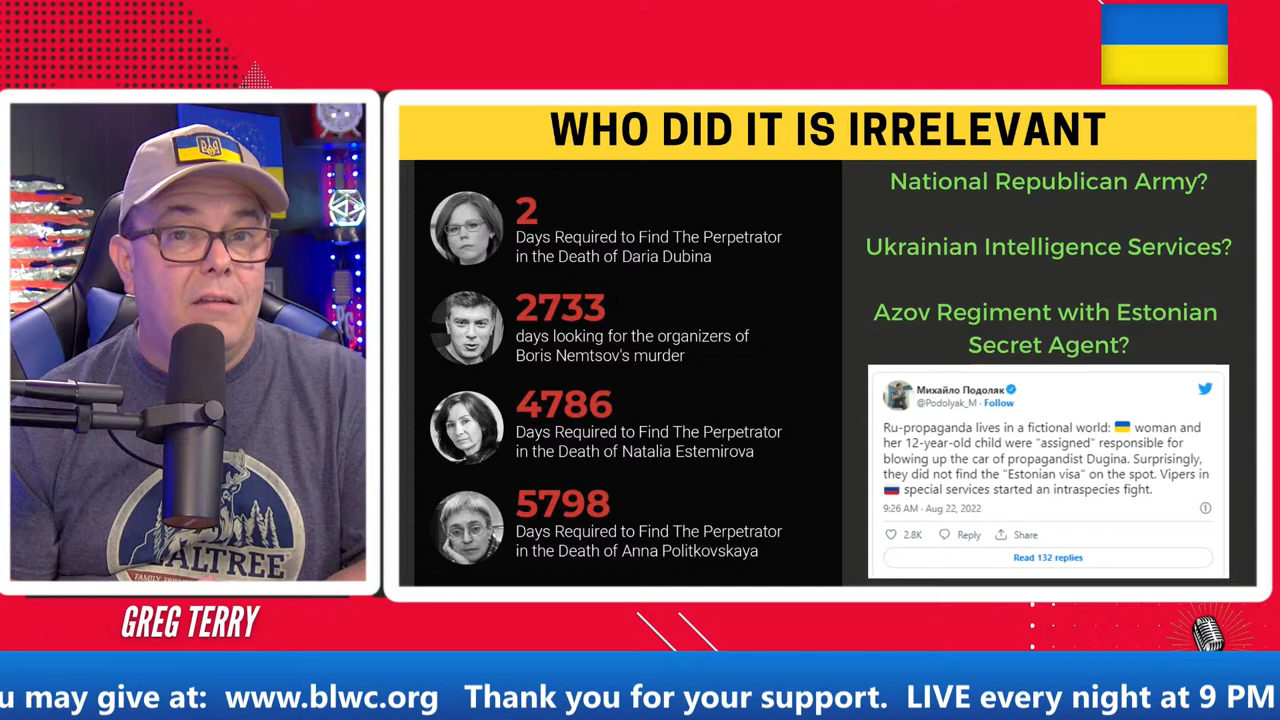 WHO DID IT IS IRRELEVANT
2
Days Required to Find The Perpetrator
in the Death of Daria Dubina
2733
days looking for the organizers of
Boris Nemtsov's murder
4786
Days Required to Find The Perpetrator
in the Death of Natalia Estemirova
5798
Days Required to Find The Perpetrator
in the Death of Anna Politkovskaya
National Republican Army?
Ukrainian Intelligence Services?
Azov Regiment with Estonian
Secret Agent?
Михайло Подоляк
@Podolyak_M · Follow
Ru-propaganda lives in a fictional world: 🇺🇦 woman and
her 12-year-old child were "assigned" responsible for
blowing up the car of propagandist Dugina. Surprisingly,
they did not find the "Estonian visa" on the spot. Vipers in
🇷🇺 special services started an intraspecies fight.
9:26 AM · Aug 22, 2022
2.8K Reply Share
Read 132 replies
ALTREE
GREG TERRY
u may give at: www.blwc.org Thank you for your support. LIVE every night at 9 PM